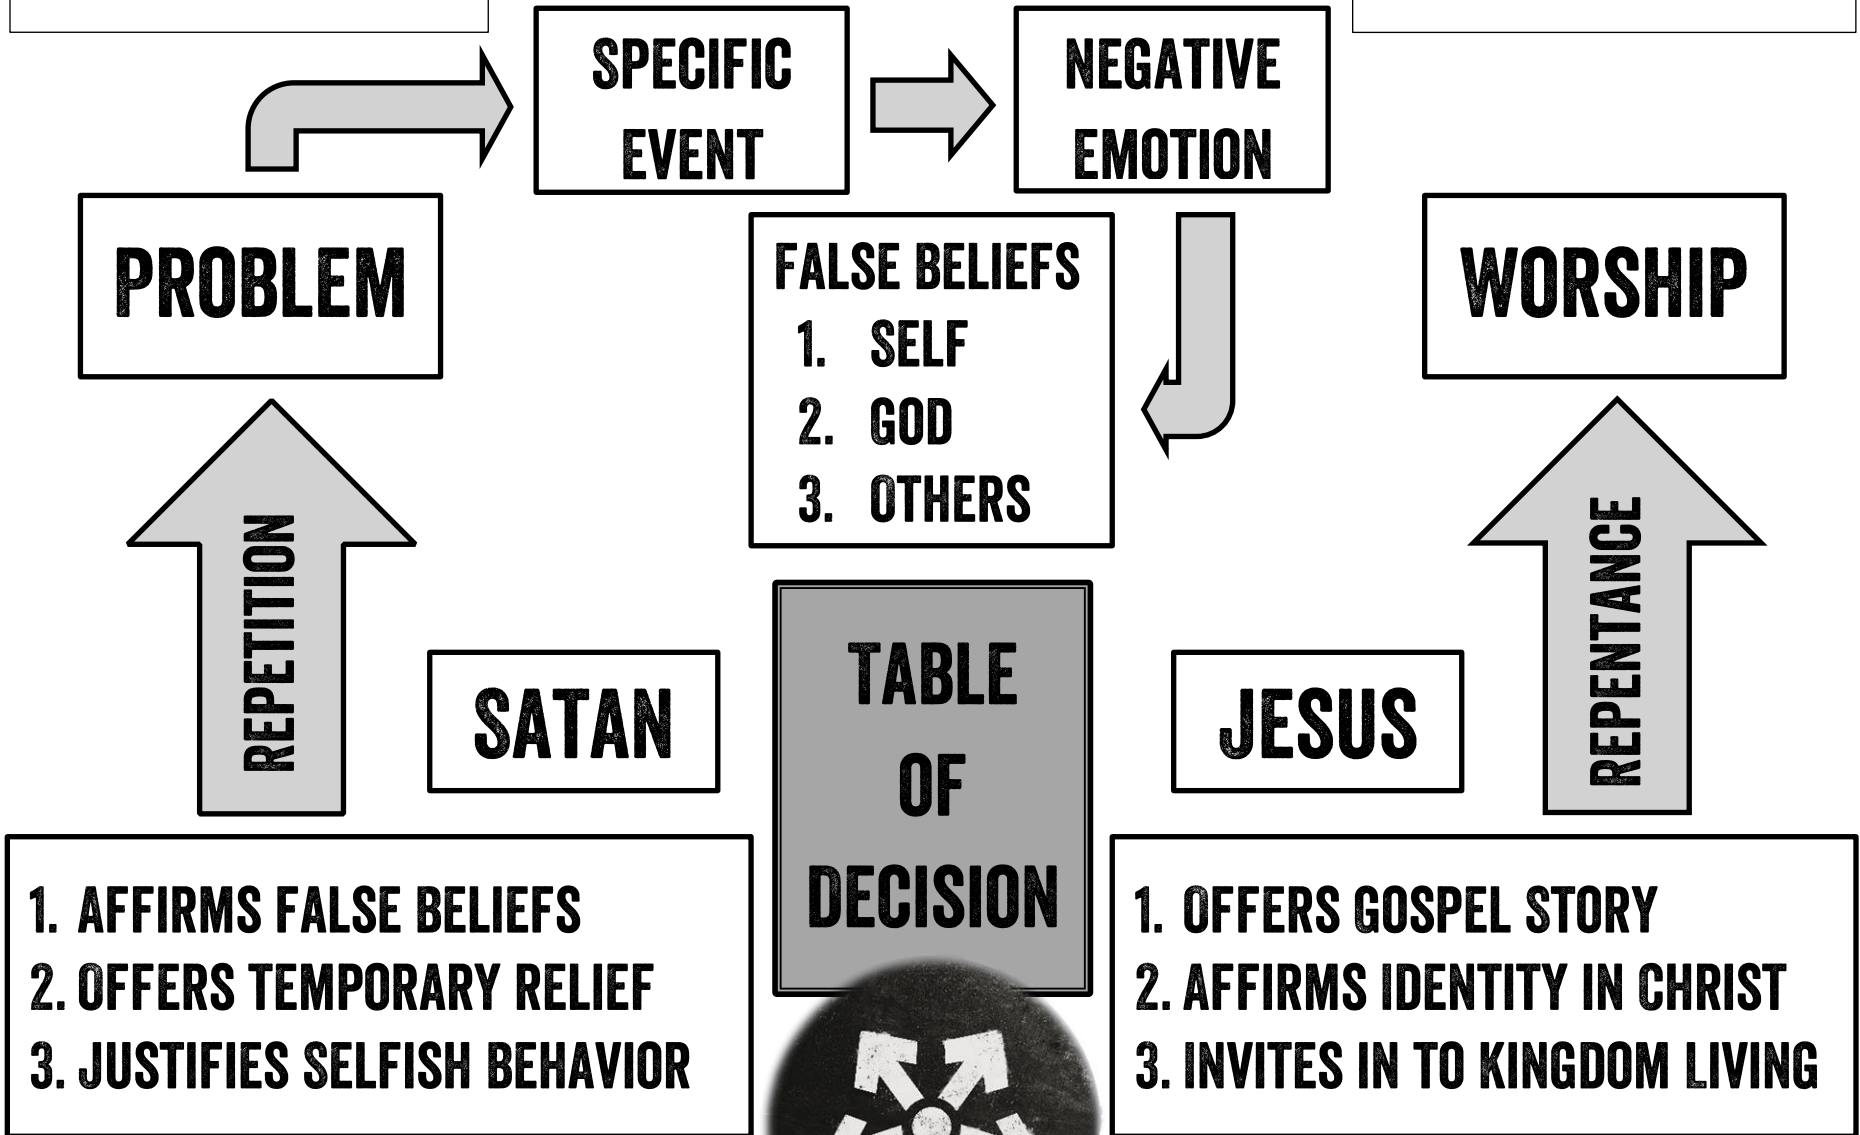 SPECIFIC
EVENT
NEGATIVE
EMOTION
PROBLEM
FALSE BELIEFS
1. SELF
2. GOD
3. OTHERS
WORSHIP
REPETITION
SATAN
TABLE
OF
DECISION
JESUS
REPENTANCE
1. AFFIRMS FALSE BELIEFS
2. OFFERS TEMPORARY RELIEF
3. JUSTIFIES SELFISH BEHAVIOR
1. OFFERS GOSPEL STORY
2. AFFIRMS IDENTITY IN CHRIST
3. INVITES IN TO KINGDOM LIVING